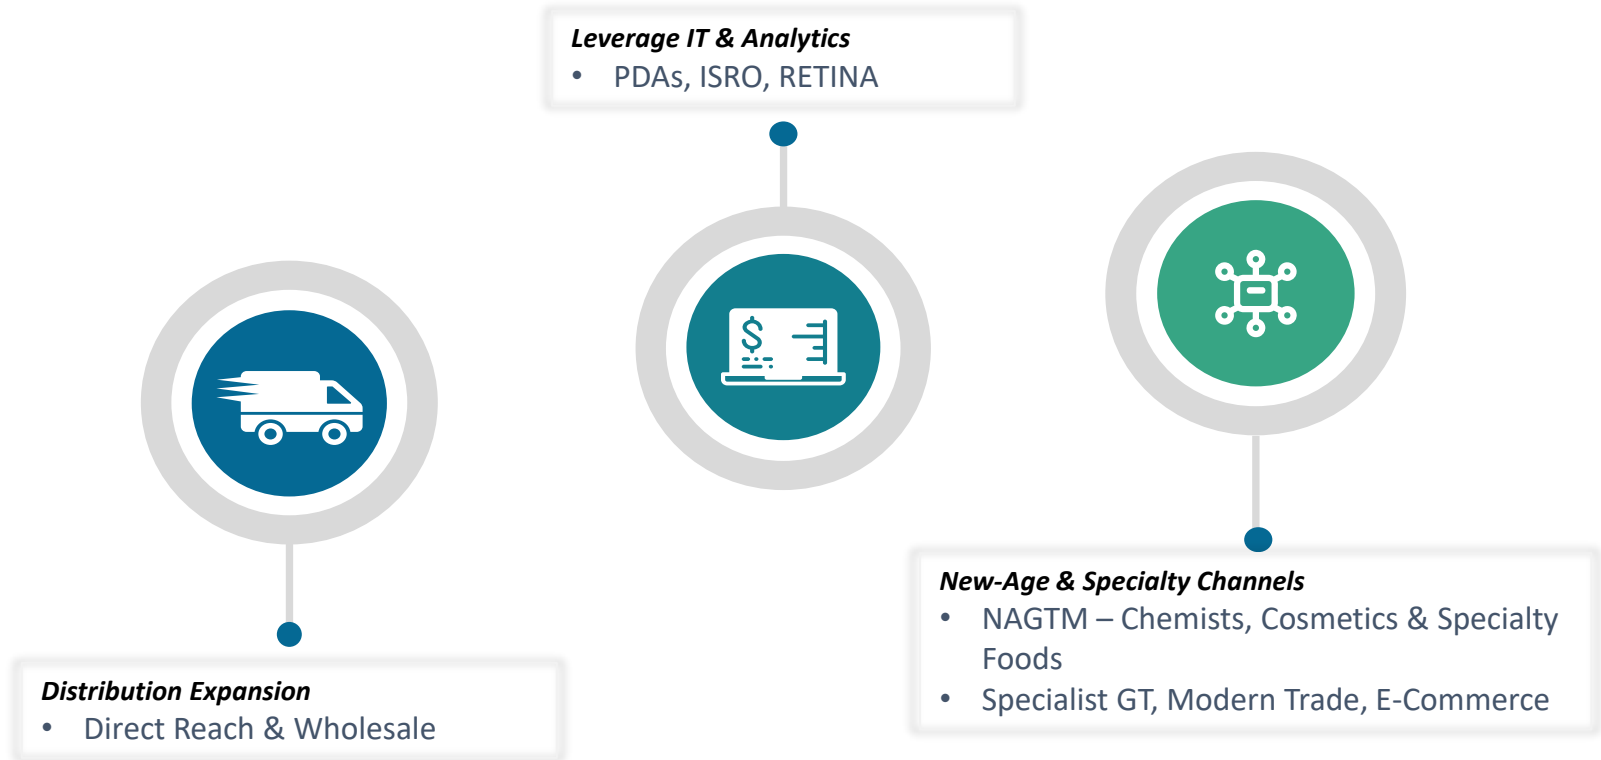 Leverage IT & Analytics
• PDAs, ISRO, RETINA
$
New-Age & Specialty Channels
• NAGTM – Chemists, Cosmetics & Specialty
Foods
• Specialist GT, Modern Trade, E-Commerce
Distribution Expansion
• Direct Reach & Wholesale